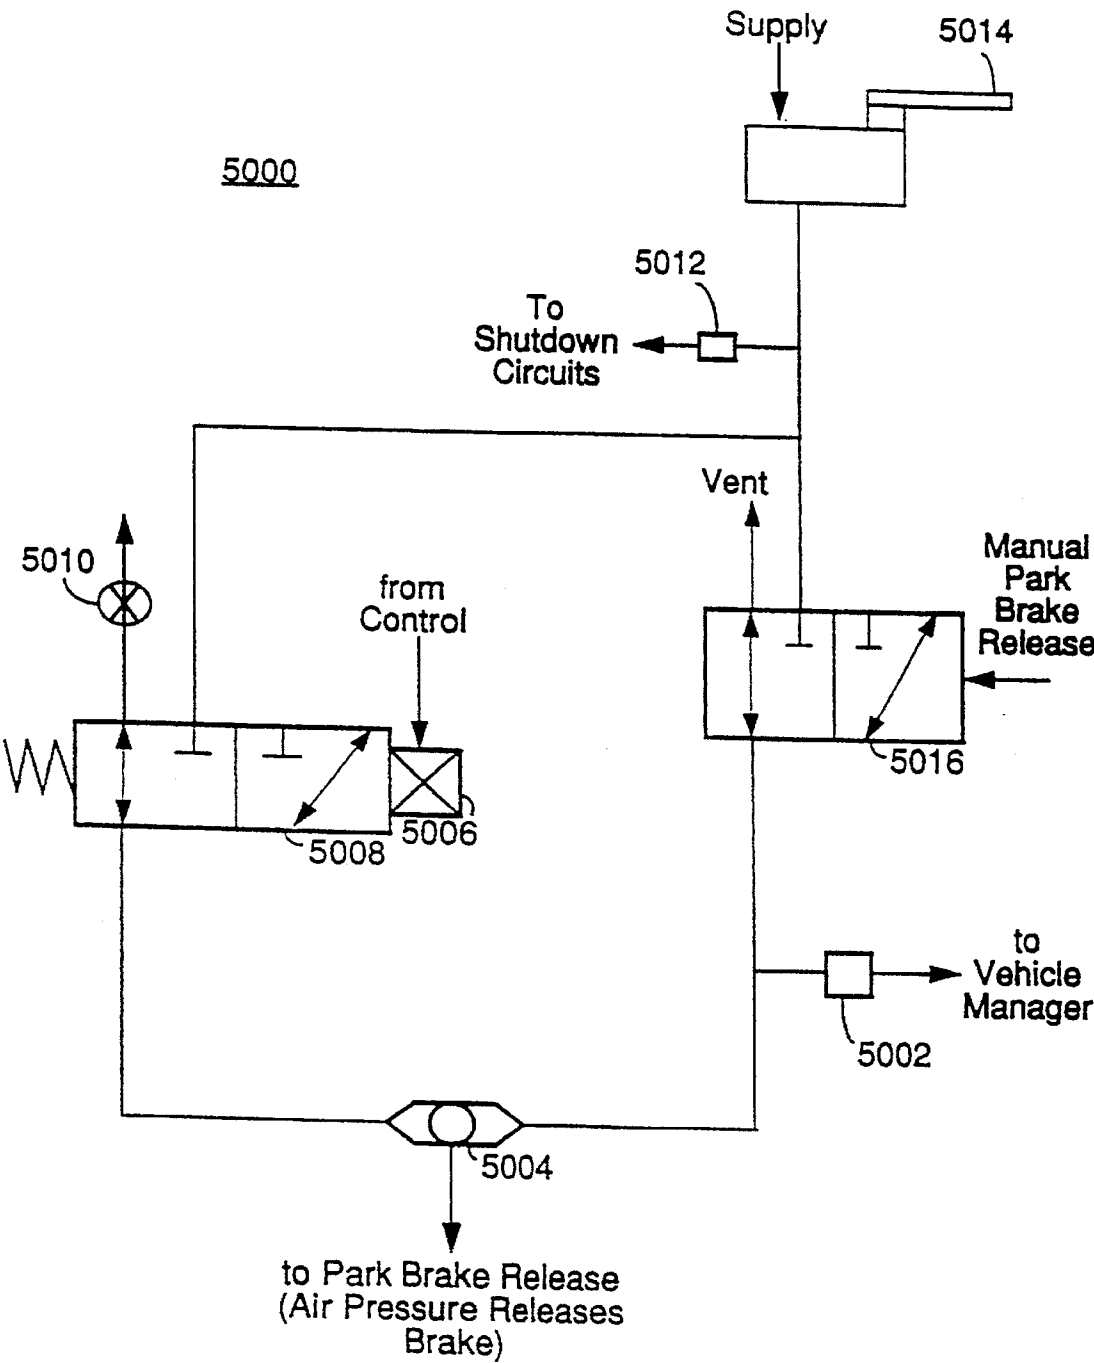 Supply
5014
5000
5012
To
Shutdown
Circuits
Vent
5010
from
Control
Manual
Park
Brake
Release
5016
5006
5008
to
Vehicle
Manager
5002
5004
to Park Brake Release
(Air Pressure Releases
Brake)